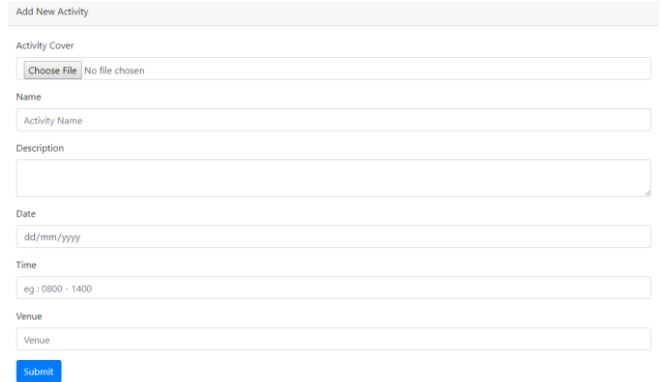 Add New Activity
Activity Cover
Choose File No file chosen
Name
Activity Name
Description
Date
dd/mm/yyyy
Time
eg : 0800 - 1400
Venue
Venue
Submit